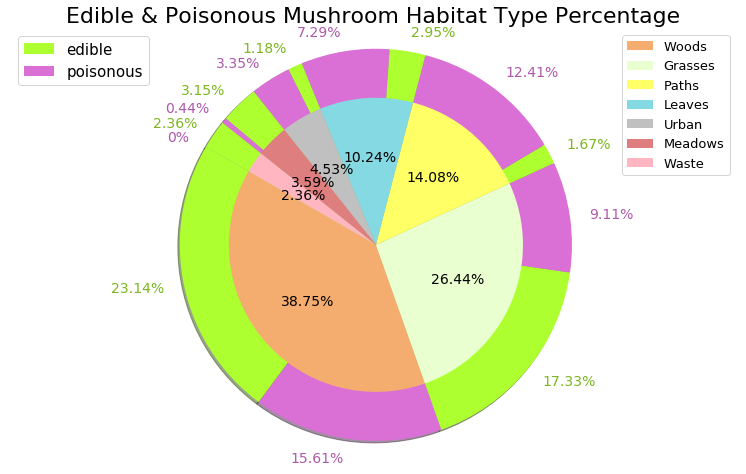 Edible & Poisonous Mushroom Habitat Type Percentage
edible
poisonous
Woods
Grasses
Paths
Leaves
Urban
Meadows
Waste
7.29%
2.95%
1.18%
3.35%
12.41%
3.15%
0.44%
2.36%
0%
1.67%
10.24%
4.53%
14.08%
3.59%
2.36%
9.11%
26.44%
23.14%
38.75%
17.33%
15.61%